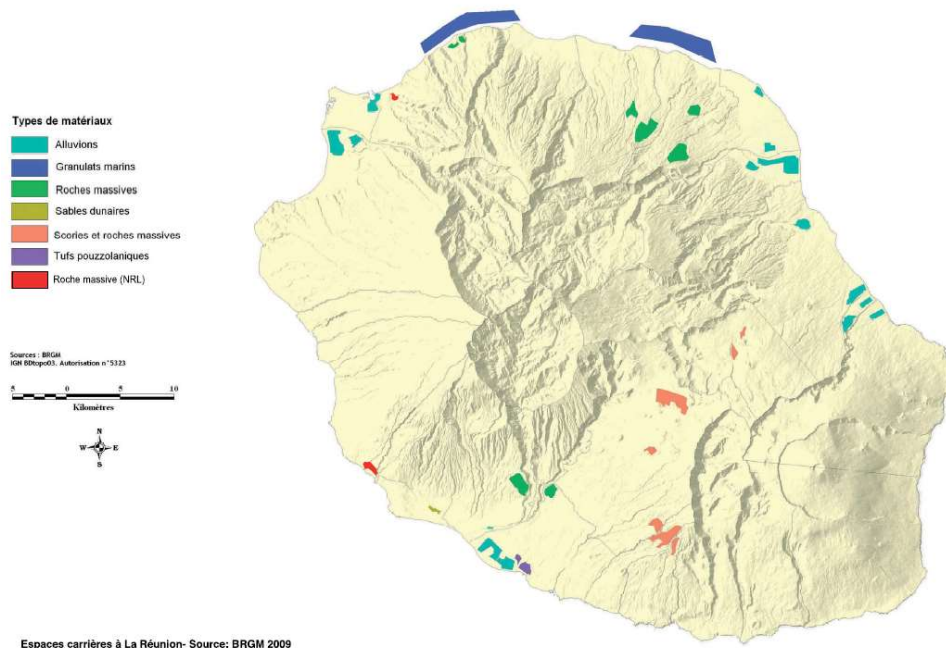 Types de matériaux
Alluvions
Granulats marins
Roches massives
Sables dunaires
Scories et roches massives
Tufs pouzzolaniques
Roche massive (NRL)
Sources : BRGM
IGN BDtopo03. Autorisation n°5323
5 0 5 10
Kilomètres
N
W E
S
Espaces carrières à La Réunion- Source: BRGM 2009